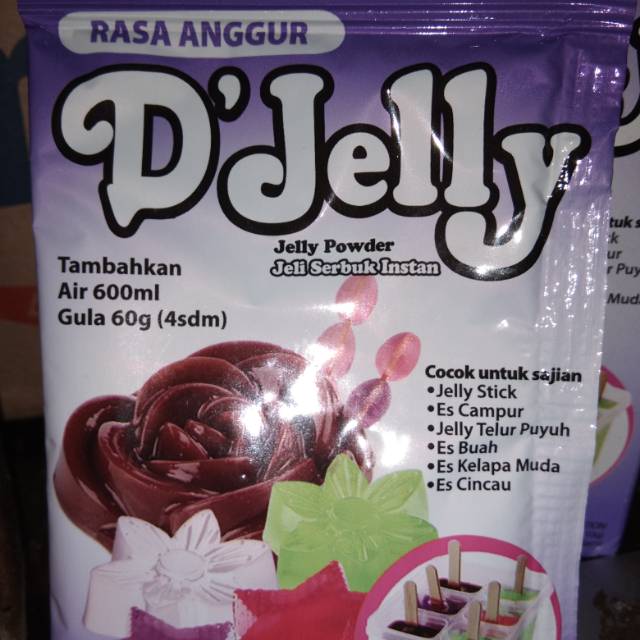 RASA ANGGUR
D'Jelly
Jelly Powder
Jeli Serbuk Instan
Tambahkan
Air 600ml
Gula 60g (4sdm)
Cocok untuk sajian
•Jelly Stick
•Es Campur
•Jelly Telur Puyuh
•Es Buah
•Es Kelapa Muda
•Es Cincau